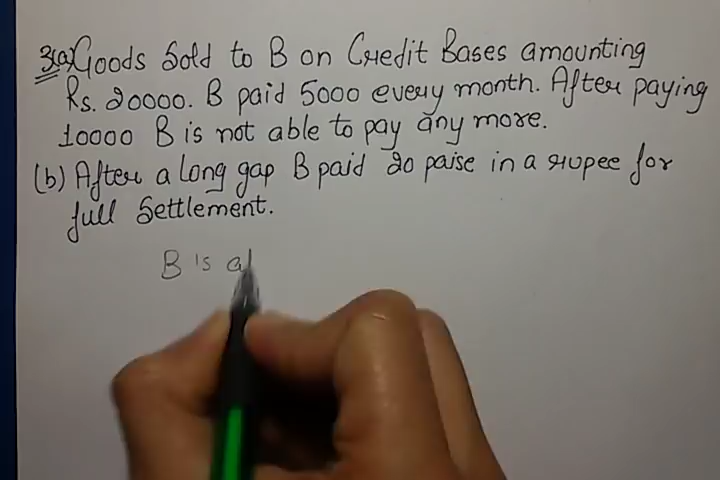 3(a) Goods Sold to B on Credit Bases amounting
Rs. 20000. B paid 5000 every month. After paying
10000 B is not able to pay any more.
(b) After a long gap B paid 20 paise in a rupee for
full Settlement.
B is a